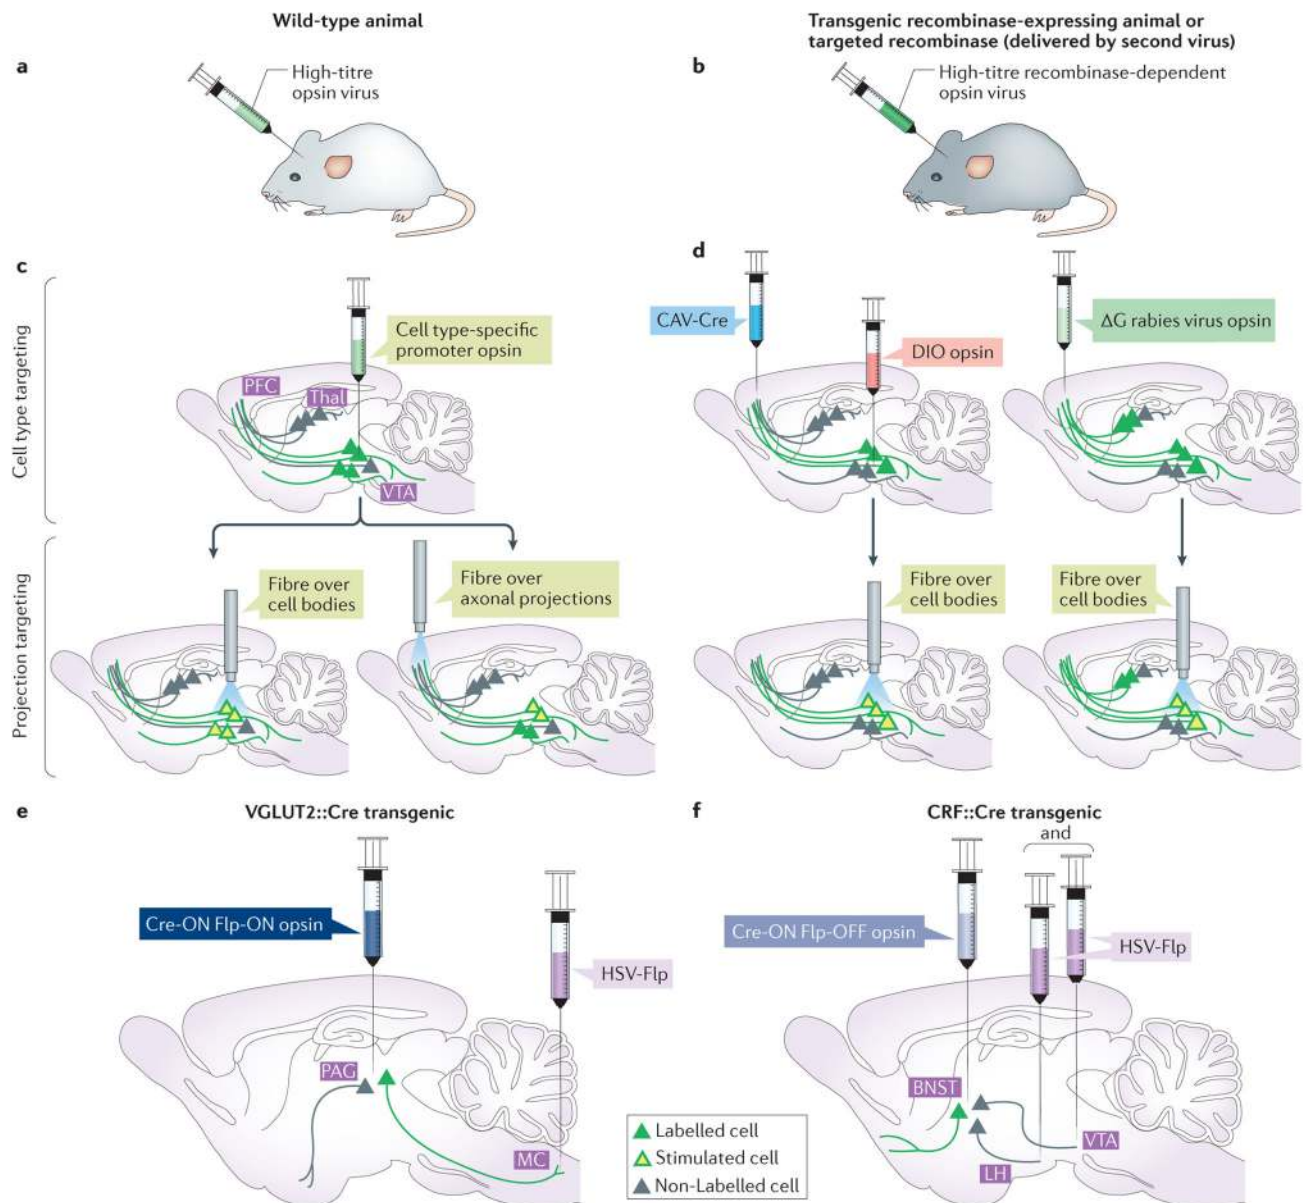 Wild-type animal
Transgenic recombinase-expressing animal or
targeted recombinase (delivered by second virus)
a
High-titre
opsin virus
b
High-titre recombinase-dependent
opsin virus
Cell type targeting
c
Cell type-specific
promoter opsin
PFC
Thal
VTA
d
CAV-Cre
DIO opsin
ΔG rabies virus opsin
Projection targeting
Fibre over
cell bodies
Fibre over
axonal projections
Fibre over
cell bodies
Fibre over
cell bodies
e
VGLUT2::Cre transgenic
Cre-ON Flp-ON opsin
HSV-Flp
PAG
MC
f
CRF::Cre transgenic
and
Cre-ON Flp-OFF opsin
HSV-Flp
BNST
VTA
LH
Labelled cell
Stimulated cell
Non-Labelled cell